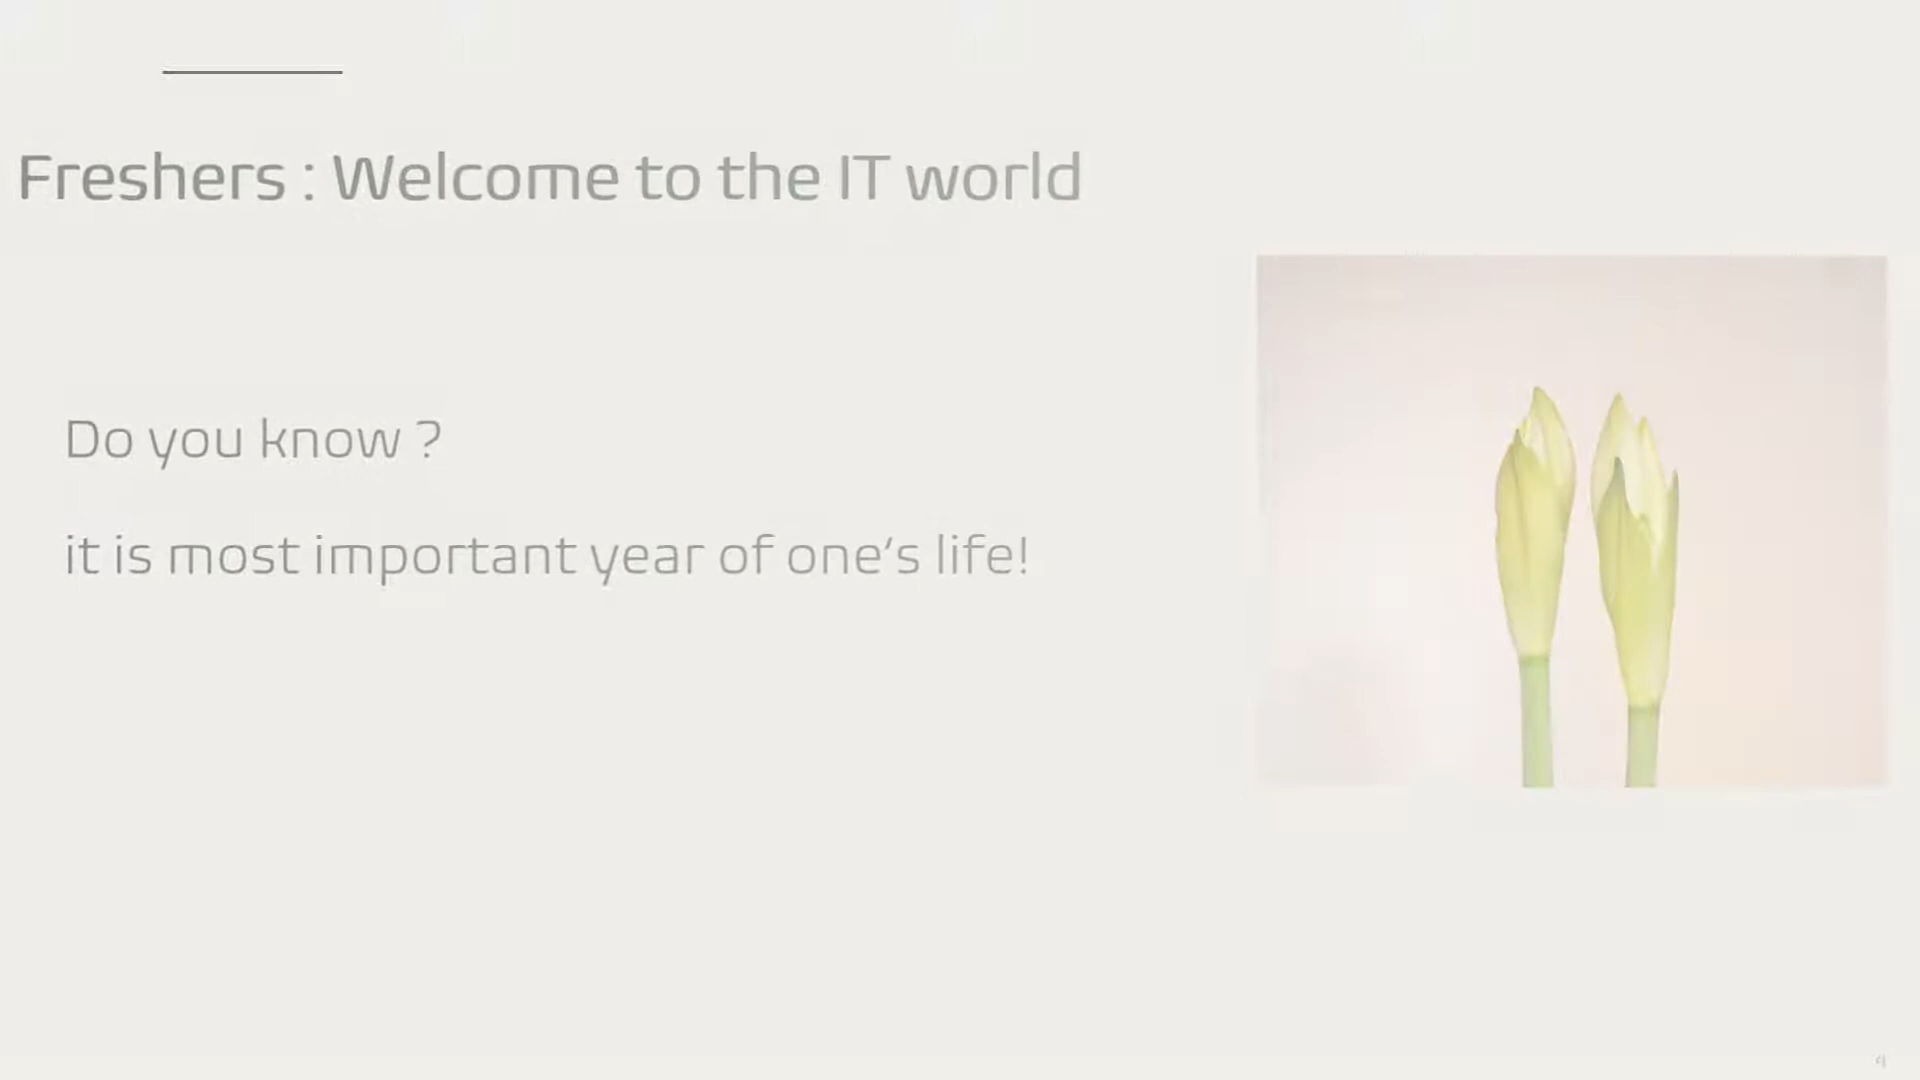 Freshers : Welcome to the IT world
Do you know ?
it is most important year of one's life!